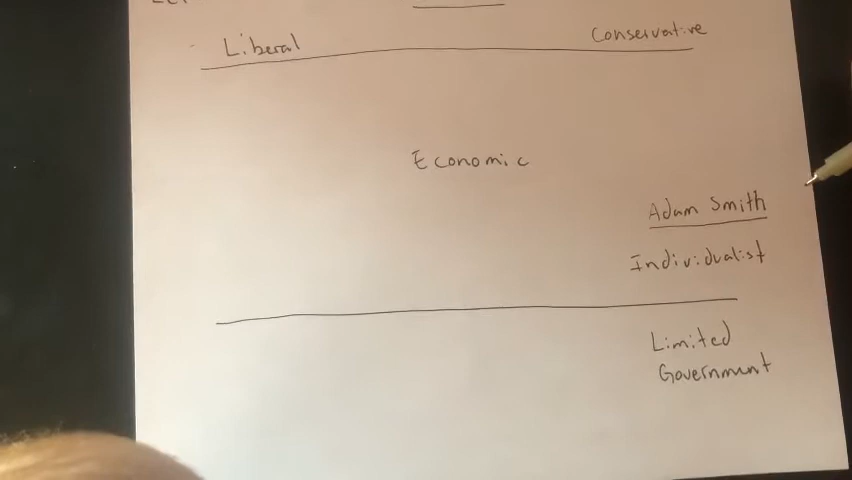 Liberal
Conservative
Economic
Adam Smith
Individualist
Limited
Government